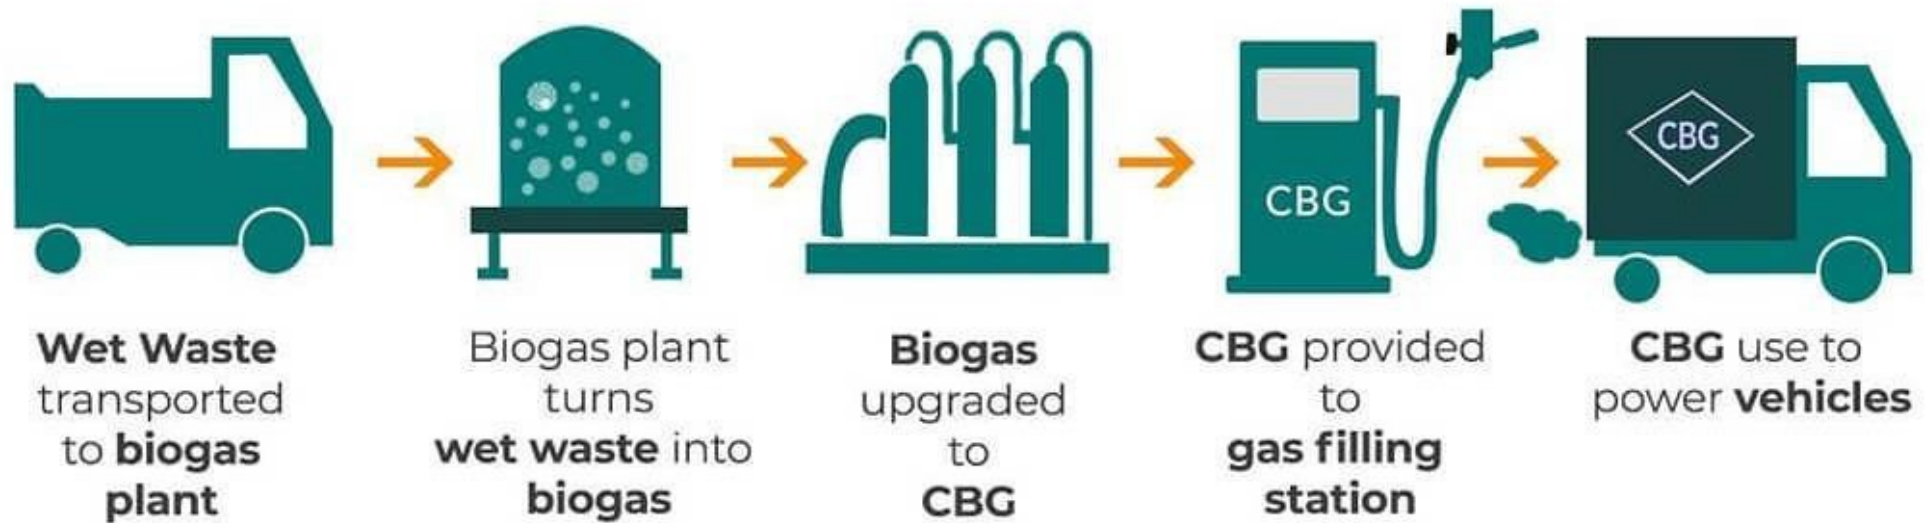 CBG
CBG
Wet Waste
transported
to biogas
plant
Biogas plant
turns
wet waste into
biogas
Biogas
upgraded
to
CBG
CBG provided
to
gas filling
station
CBG use to
power vehicles